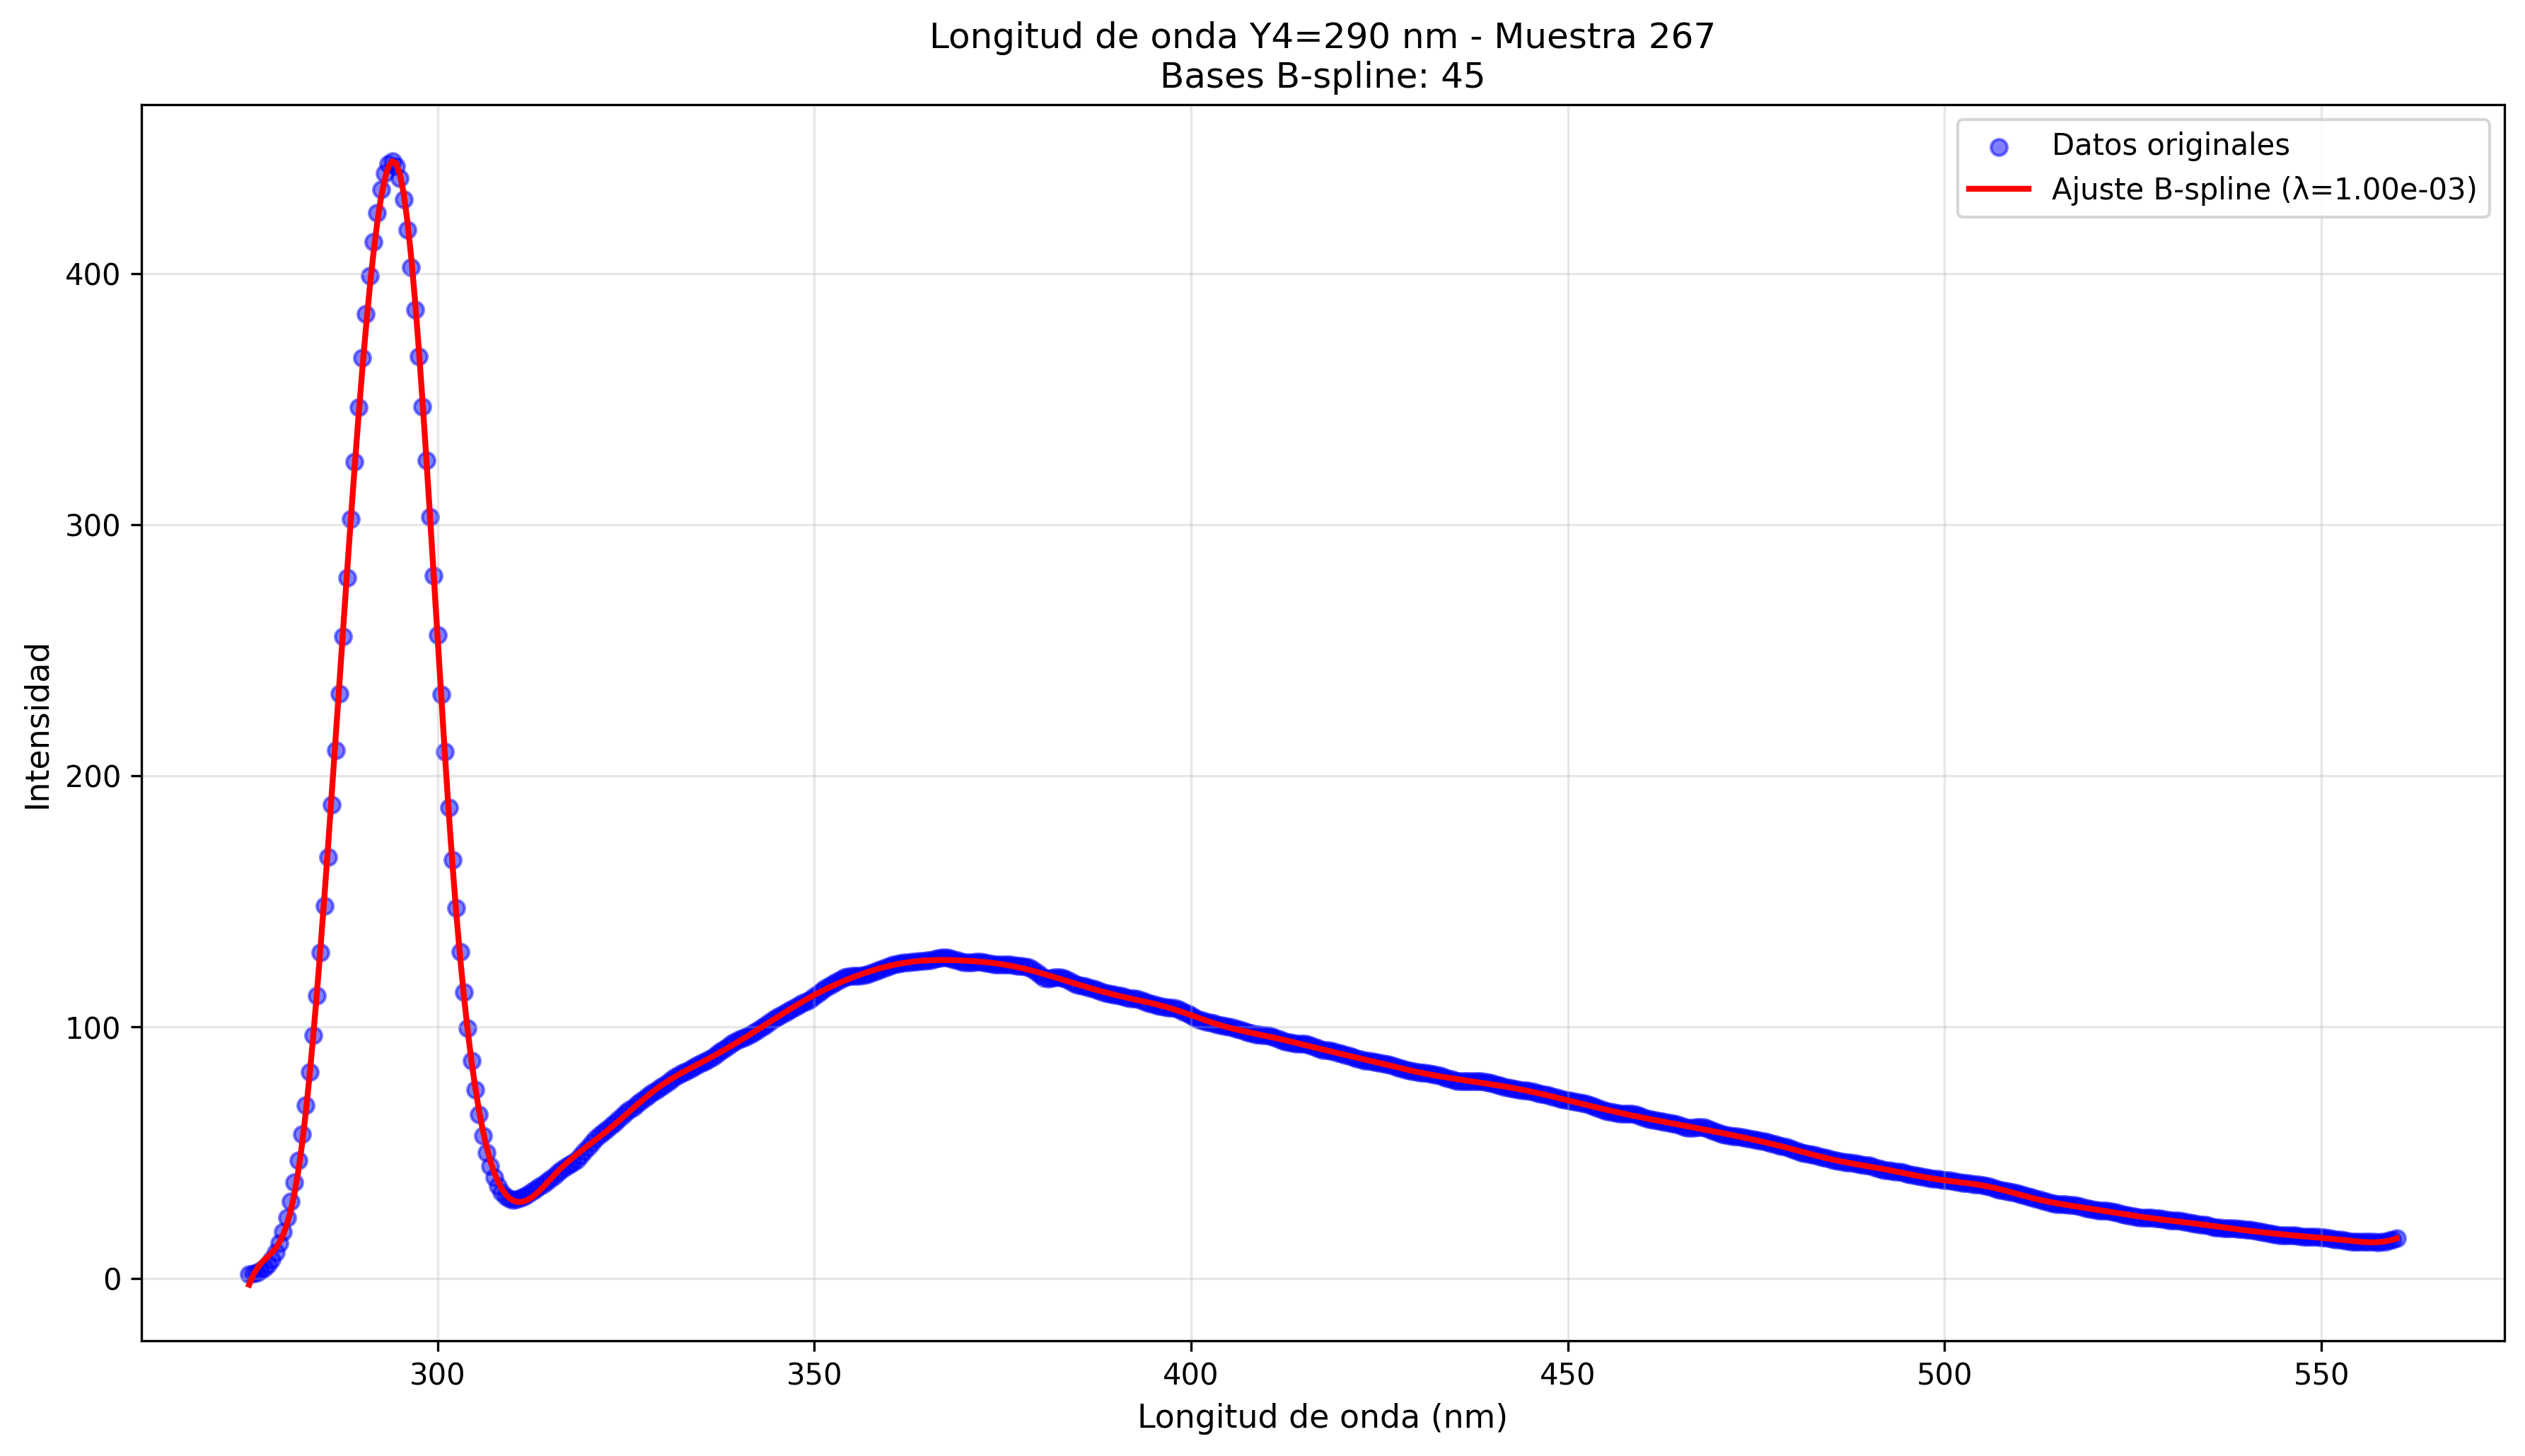 Longitud de onda Y4=290 nm - Muestra 267
Bases B-spline: 45
Datos originales
Ajuste B-spline (λ=1.00e-03)
Intensidad
400
300
200
100
0
300 350 400 450 500 550
Longitud de onda (nm)